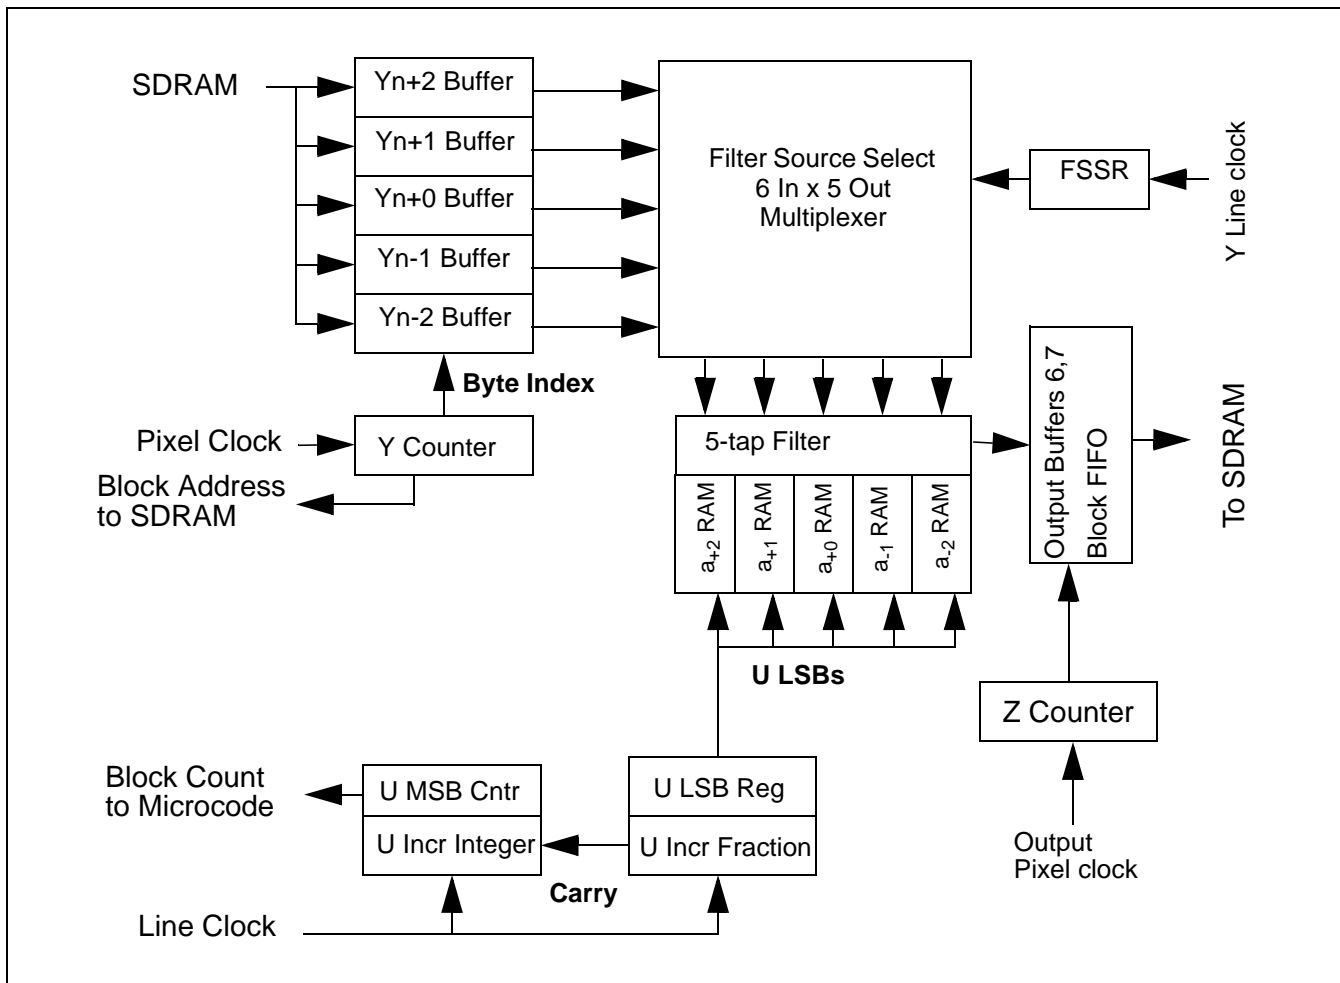 SDRAM
Yn+2 Buffer
Yn+1 Buffer
Yn+0 Buffer
Yn-1 Buffer
Yn-2 Buffer
Filter Source Select
6 In x 5 Out
Multiplexer
FSSR
Y Line clock
Byte Index
Pixel Clock
Y Counter
Block Address
to SDRAM
5-tap Filter
a+2 RAM
a+1 RAM
a+0 RAM
a-1 RAM
a-2 RAM
Output Buffers 6,7
Block FIFO
To SDRAM
U LSBs
Z Counter
Output
Pixel clock
Block Count
to Microcode
U MSB Cntr
U Incr Integer
U LSB Reg
U Incr Fraction
Carry
Line Clock